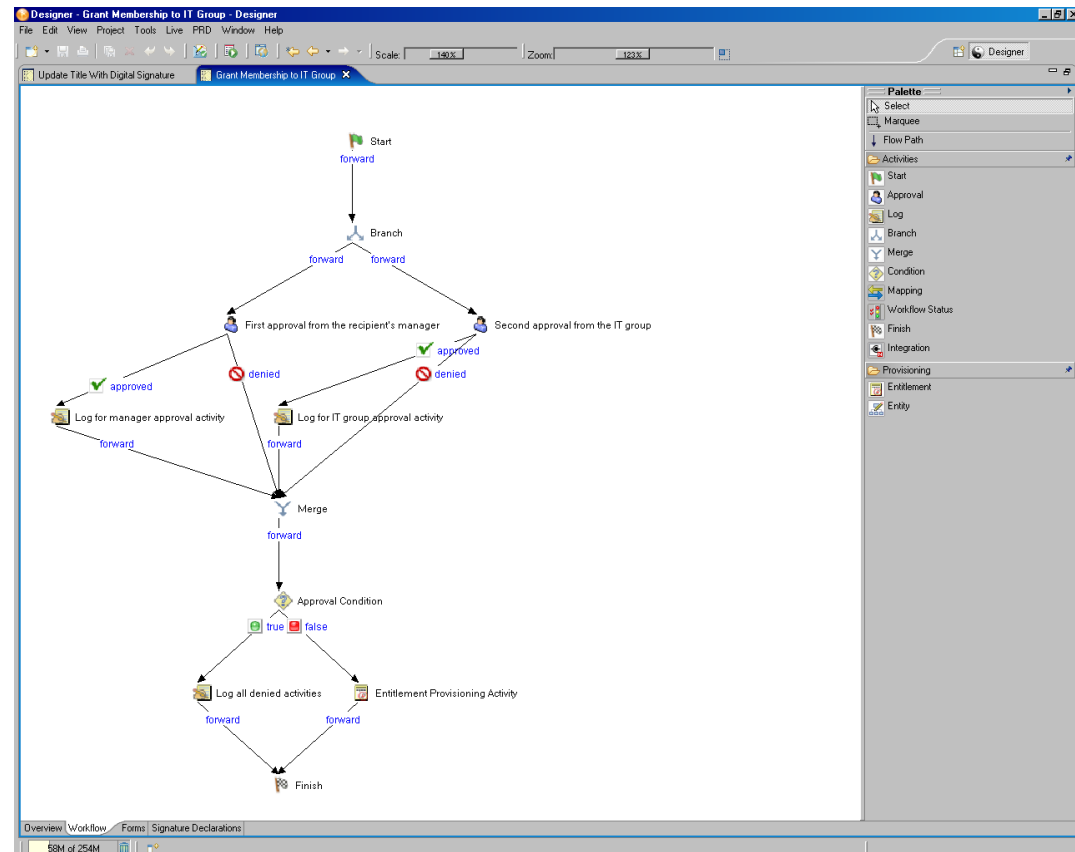 Designer - Grant Membership to IT Group - Designer
File Edit View Project Tools Live PRD Window Help
Scale: 140% Zoom: 123% Designer
Update Title With Digital Signature Grant Membership to IT Group
Palette
Select
Marquee
Flow Path
Activities
Start
Approval
Log
Branch
Merge
Condition
Mapping
Workflow Status
Finish
Integration
Provisioning
Entitlement
Entity
Start
forward
Branch
forward forward
First approval from the recipient's manager Second approval from the IT group
approved
denied denied
approved
Log for manager approval activity Log for IT group approval activity
forward forward
Merge
forward
Approval Condition
true false
Log all denied activities Entitlement Provisioning Activity
forward forward
Finish
Overview Workflow Forms Signature Declarations
58M of 254M